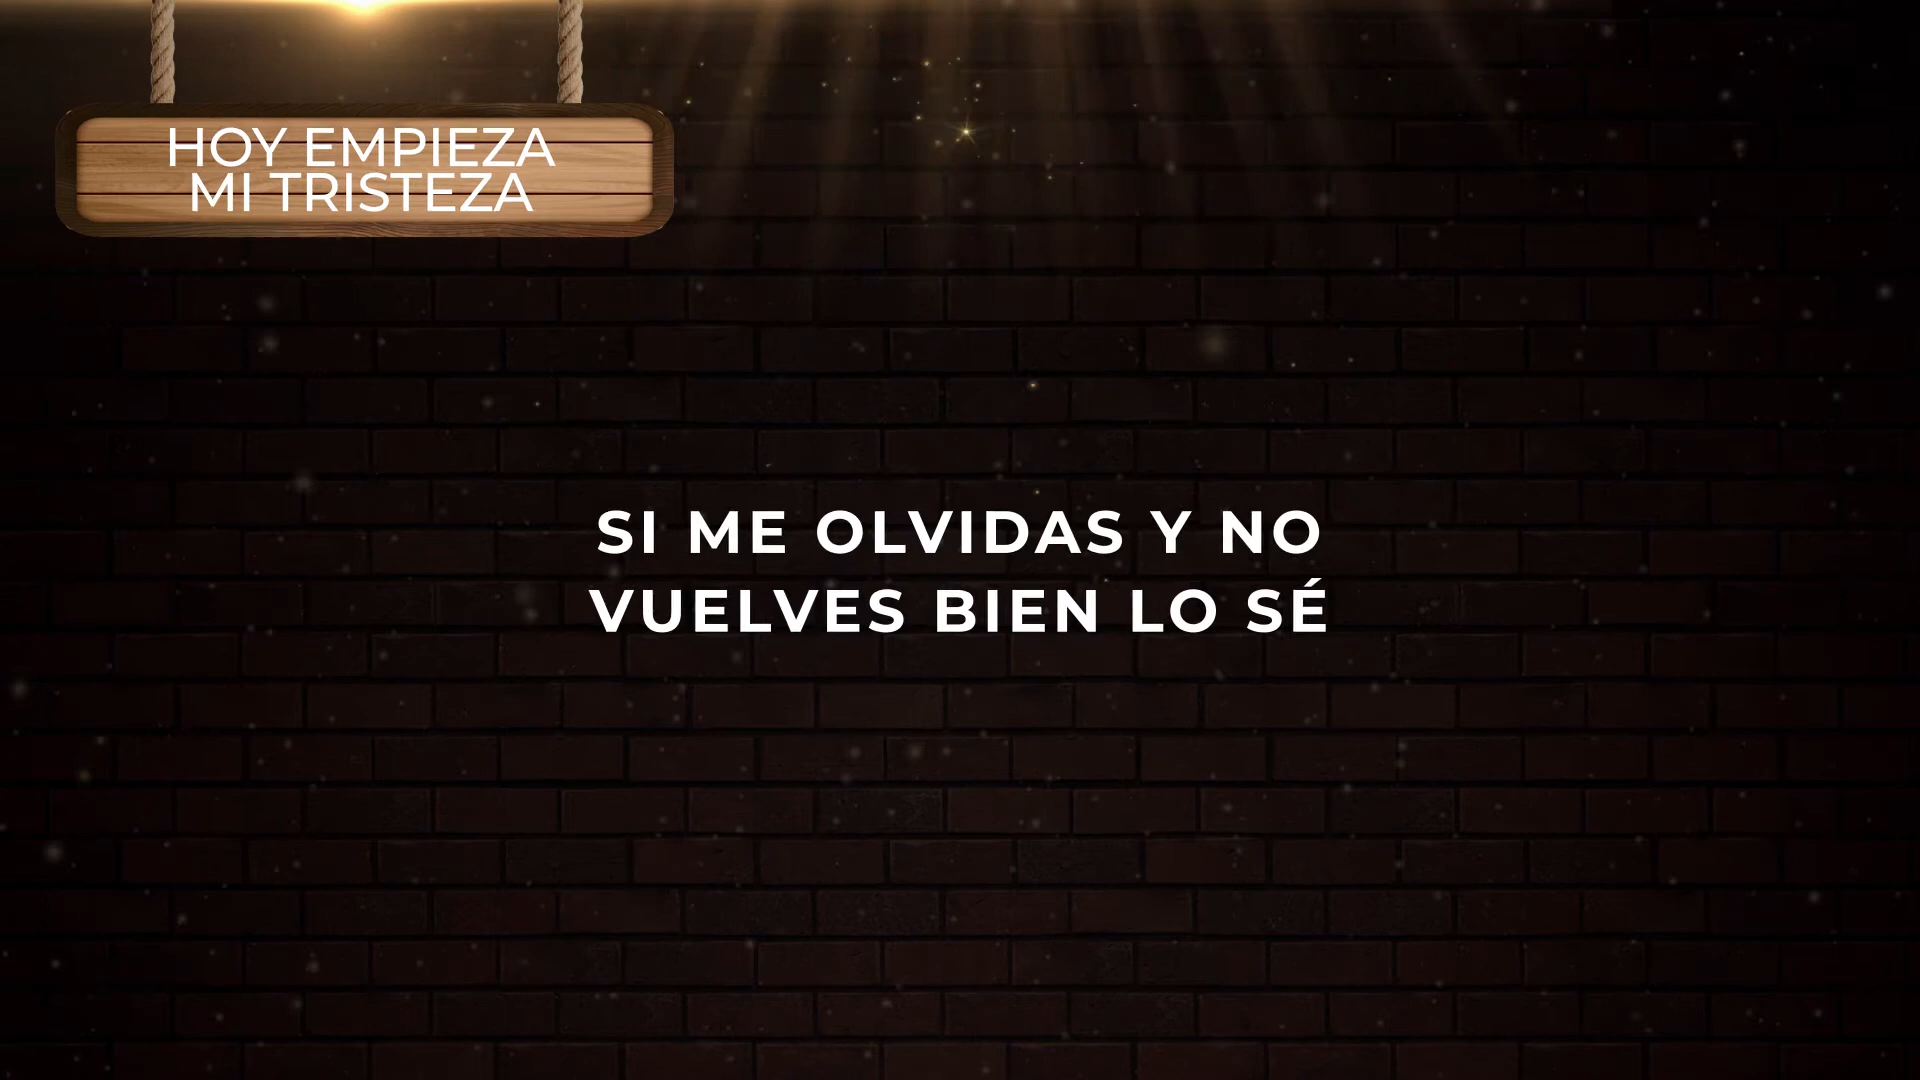 HOY EMPIEZA
MI TRISTEZA
SI ME OLVIDAS Y NO
VUELVES BIEN LO SÉ